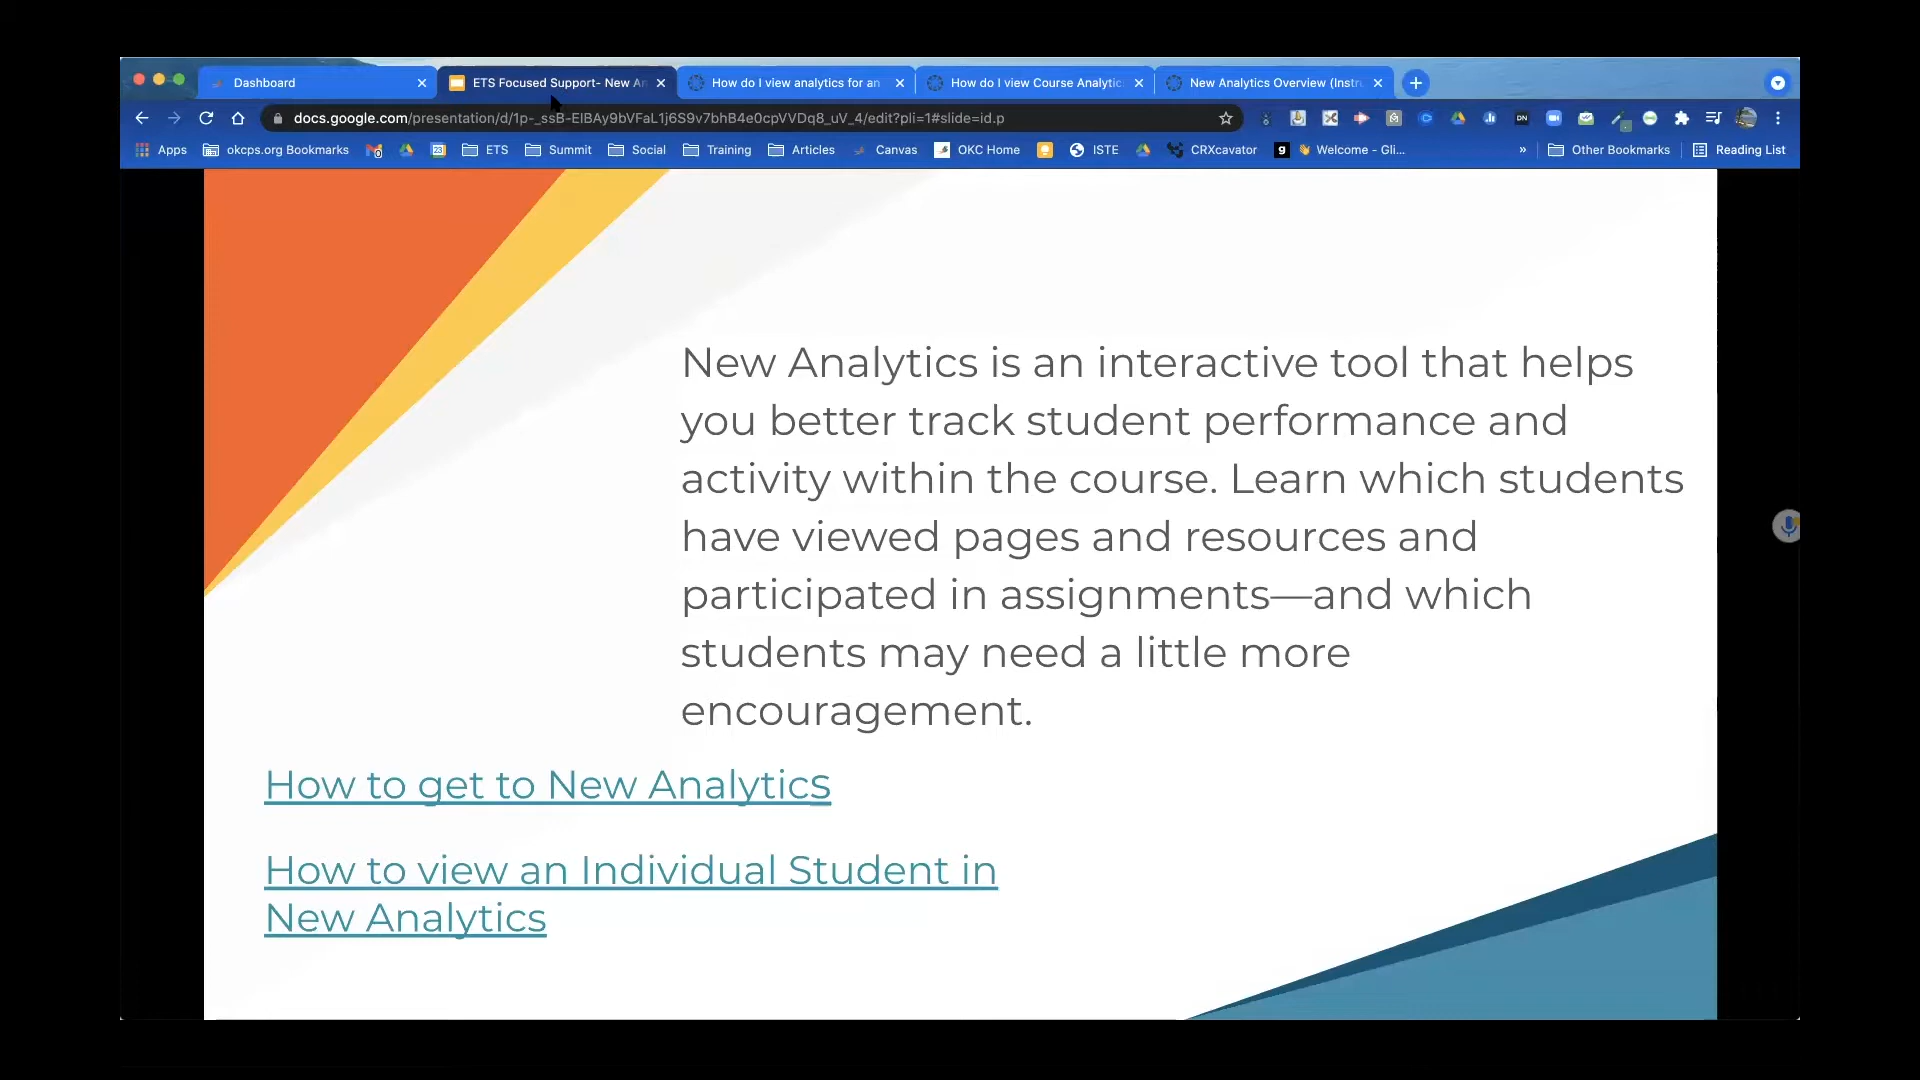 Dashboard
ETS Focused Support- New An
How do I view analytics for an
How do I view Course Analytic
New Analytics Overview (Instru
docs.google.com/presentation/d/1p-_ssB-ElBAy9bVFaL1j6S9v7bhB4e0cpVVDq8_uV_4/edit?pli=1#slide=id.p
DN
Apps
okcps.org Bookmarks
23
ETS
Summit
Social
Training
Articles
Canvas
OKC Home
ISTE
CRXcavator
g
Welcome - Gli...
»
Other Bookmarks
Reading List
New Analytics is an interactive tool that helps
you better track student performance and
activity within the course. Learn which students
have viewed pages and resources and
participated in assignments—and which
students may need a little more
encouragement.
How to get to New Analytics
How to view an Individual Student in
New Analytics